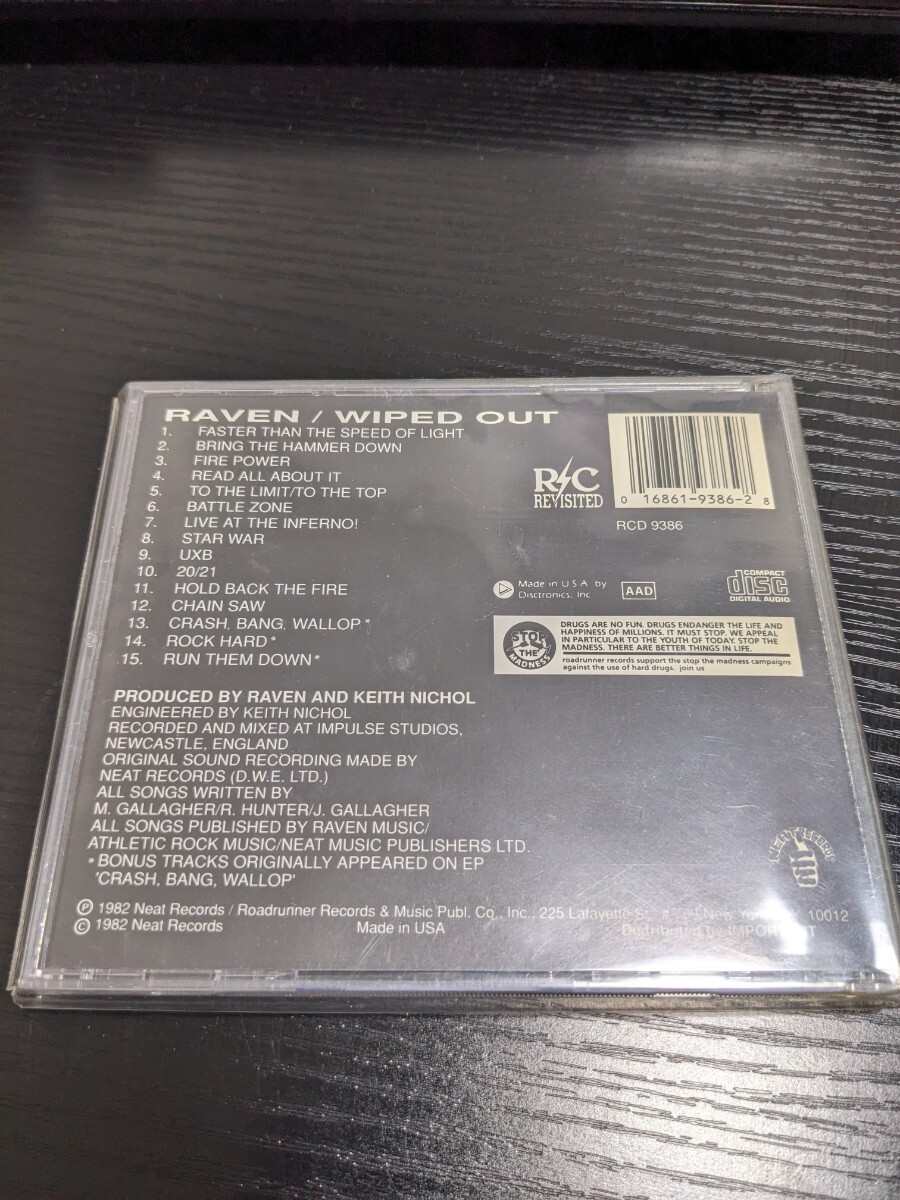 RAVEN / WIPED OUT
1. FASTER THAN THE SPEED OF LIGHT
2. BRING THE HAMMER DOWN
3. FIRE POWER
4. READ ALL ABOUT IT
5. TO THE LIMIT/TO THE TOP
6. BATTLE ZONE
7. LIVE AT THE INFERNO!
8. STAR WAR
9. UXB
10. 20/21
11. HOLD BACK THE FIRE
12. CHAIN SAW
13. CRASH, BANG, WALLOP*
14. ROCK HARD*
15. RUN THEM DOWN*
R C
REVISITED
0 16861-9386-2 8
RCD 9386
Made in U.S.A. by
Disctronics, Inc
AAD
COMPACT
disc
DIGITAL AUDIO
STOP
THE
MADNESS
DRUGS ARE NO FUN. DRUGS ENDANGER THE LIFE AND
HAPPINESS OF MILLIONS. IT MUST STOP. WE APPEAL
IN PARTICULAR TO THE YOUTH OF TODAY. STOP THE
MADNESS. THERE ARE BETTER THINGS IN LIFE.
roadrunner records support the stop the madness campaigns
against the use of hard drugs. join us
PRODUCED BY RAVEN AND KEITH NICHOL
ENGINEERED BY KEITH NICHOL
RECORDED AND MIXED AT IMPULSE STUDIOS,
NEWCASTLE, ENGLAND
ORIGINAL SOUND RECORDING MADE BY
NEAT RECORDS (D.W.E. LTD.)
ALL SONGS WRITTEN BY
M. GALLAGHER/R. HUNTER/J. GALLAGHER
ALL SONGS PUBLISHED BY RAVEN MUSIC/
ATHLETIC ROCK MUSIC/NEAT MUSIC PUBLISHERS LTD.
*BONUS TRACKS ORIGINALLY APPEARED ON EP
'CRASH, BANG, WALLOP'
NEAT RECORDS
℗ 1982 Neat Records / Roadrunner Records & Music Publ. Co., Inc., 225 Lafayette St., New York, NY 10012
© 1982 Neat Records
Made in USA
Distributed by IMPORTANT